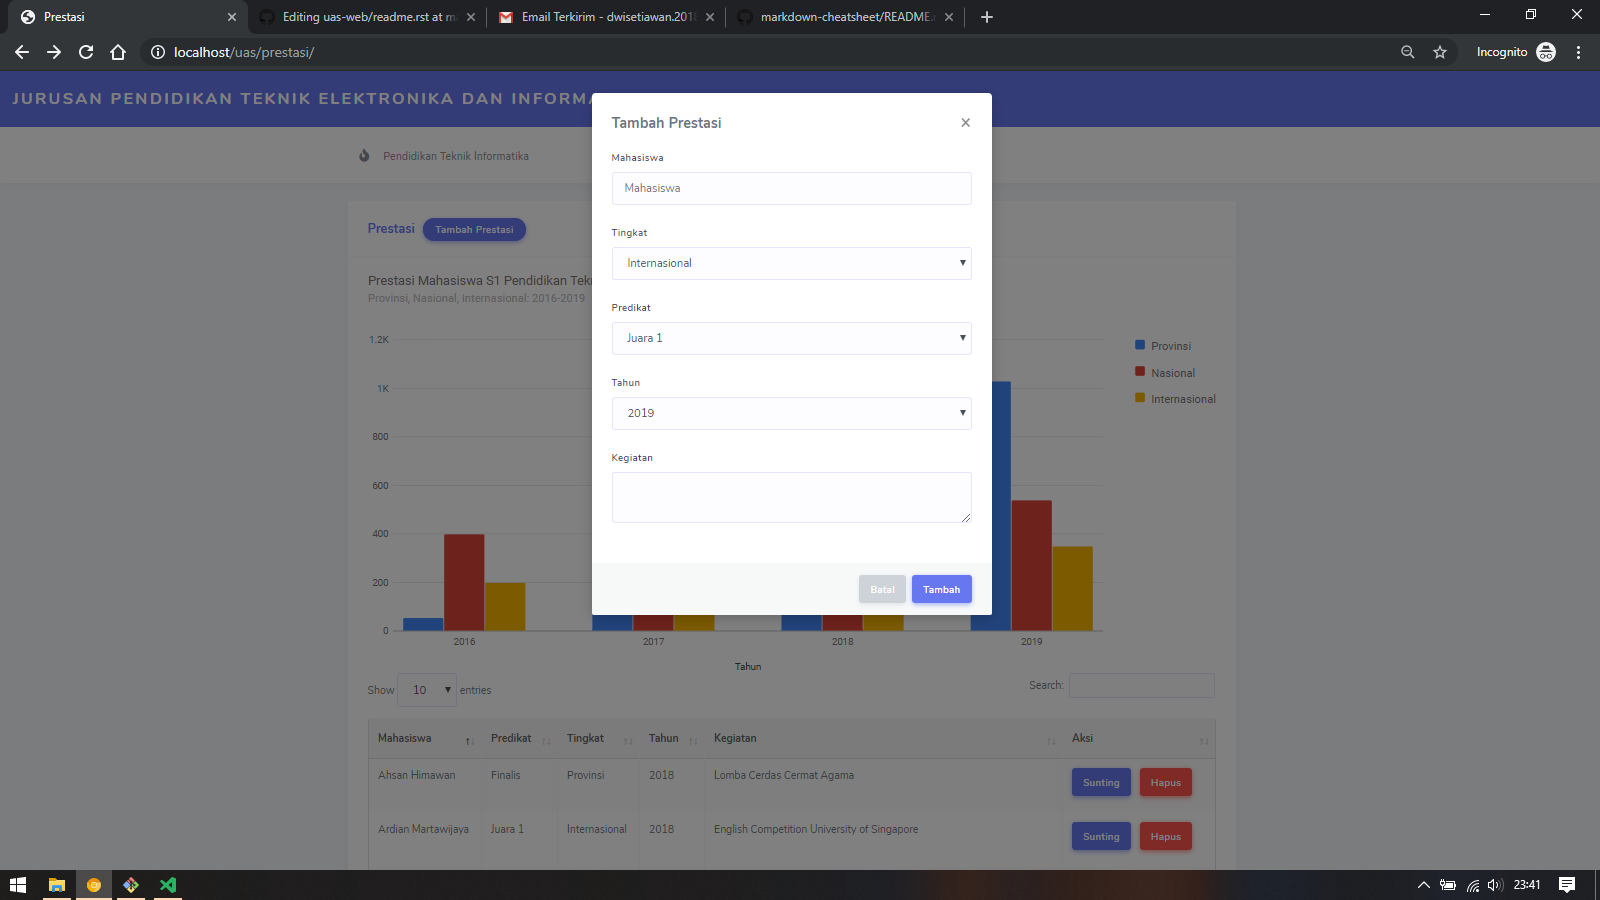 Prestasi
Editing uas-web/readme.rst at m
Email Terkirim - dwisetiawan.201
markdown-cheatsheet/README.
localhost/uas/prestasi/
Incognito
JURUSAN PENDIDIKAN TEKNIK ELEKTRONIKA DAN INFORMA
Pendidikan Teknik Informatika
Prestasi
Tambah Prestasi
Prestasi Mahasiswa S1 Pendidikan Tekn
Provinsi, Nasional, Internasional: 2016-2019
1.2K
1K
800
600
400
200
0
2016
2017
2018
2019
Tahun
Provinsi
Nasional
Internasional
Tambah Prestasi
×
Mahasiswa
Mahasiswa
Tingkat
Internasional
Predikat
Juara 1
Tahun
2019
Kegiatan
Batal
Tambah
Show 10 entries
Search:
Mahasiswa Predikat Tingkat Tahun Kegiatan Aksi
Ahsan Himawan Finalis Provinsi 2018 Lomba Cerdas Cermat Agama Sunting Hapus
Ardian Martawijaya Juara 1 Internasional 2018 English Competition University of Singapore Sunting Hapus
23:41